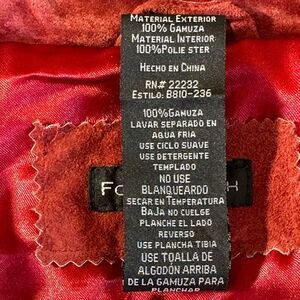 Material Exterior
100% Gamuza
Material Interior
100%Polie ster
Hecho en China
RN# 22232
Estilo: B810-236
100%Gamuza
Lavar separado en
agua fria
use ciclo suave
use detergente
templado
no use
blanqueardo
secar en Temperatura
BaJa no cuelge
planche el lado
reverso
use plancha tibia
use toalla de
algodón arriba
de la gamuza para
planchar